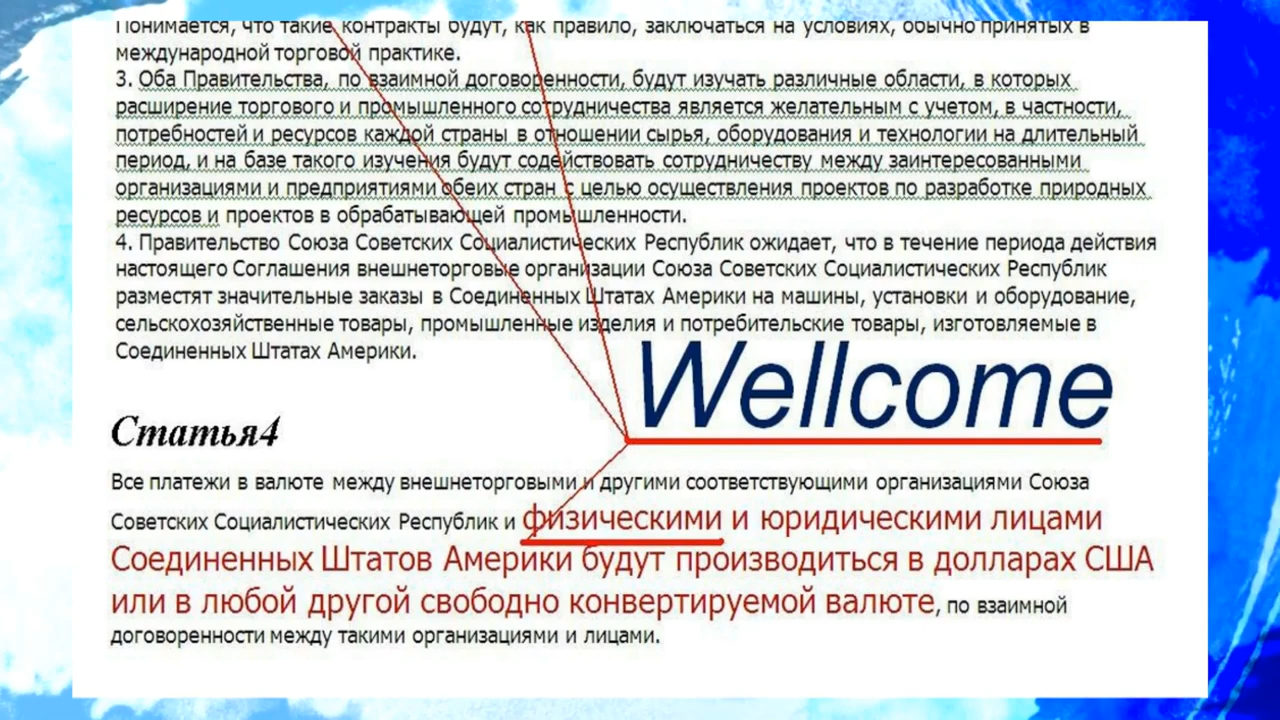 Понимается, что такие контракты будут, как правило, заключаться на условиях, обычно принятых в
международной торговой практике.
3. Оба Правительства, по взаимной договоренности, будут изучать различные области, в которых
расширение торгового и промышленного сотрудничества является желательным с учетом, в частности,
потребностей и ресурсов каждой страны в отношении сырья, оборудования и технологии на длительный
период, и на базе такого изучения будут содействовать сотрудничеству между заинтересованными
организациями и предприятиями обеих стран с целью осуществления проектов по разработке природных
ресурсов и проектов в обрабатывающей промышленности.
4. Правительство Союза Советских Социалистических Республик ожидает, что в течение периода действия
настоящего Соглашения внешнеторговые организации Союза Советских Социалистических Республик
разместят значительные заказы в Соединенных Штатах Америки на машины, установки и оборудование,
сельскохозяйственные товары, промышленные изделия и потребительские товары, изготовляемые в
Соединенных Штатах Америки.
Wellcome
Статья4
Все платежи в валюте между внешнеторговыми и другими соответствующими организациями Союза
Советских Социалистических Республик и физическими и юридическими лицами
Соединенных Штатов Америки будут производиться в долларах США
или в любой другой свободно конвертируемой валюте, по взаимной
договоренности между такими организациями и лицами.